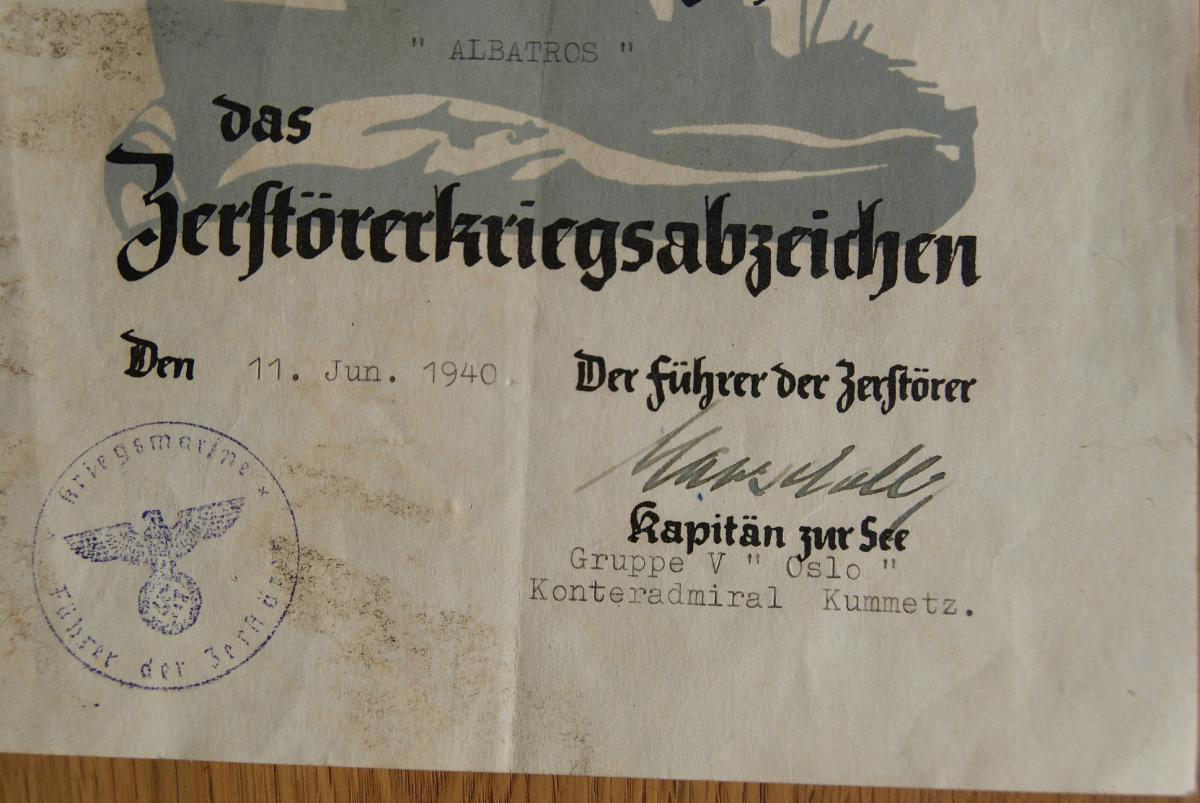 " ALBATROS "
das
Zerstörerkriegsabzeichen
Den 11. Jun. 1940.
Der Führer der Zerstörer
Kapitän zur See
Gruppe V " Oslo "
Konteradmiral Kummetz.
Kriegsmarine
Führer der Zerstörer